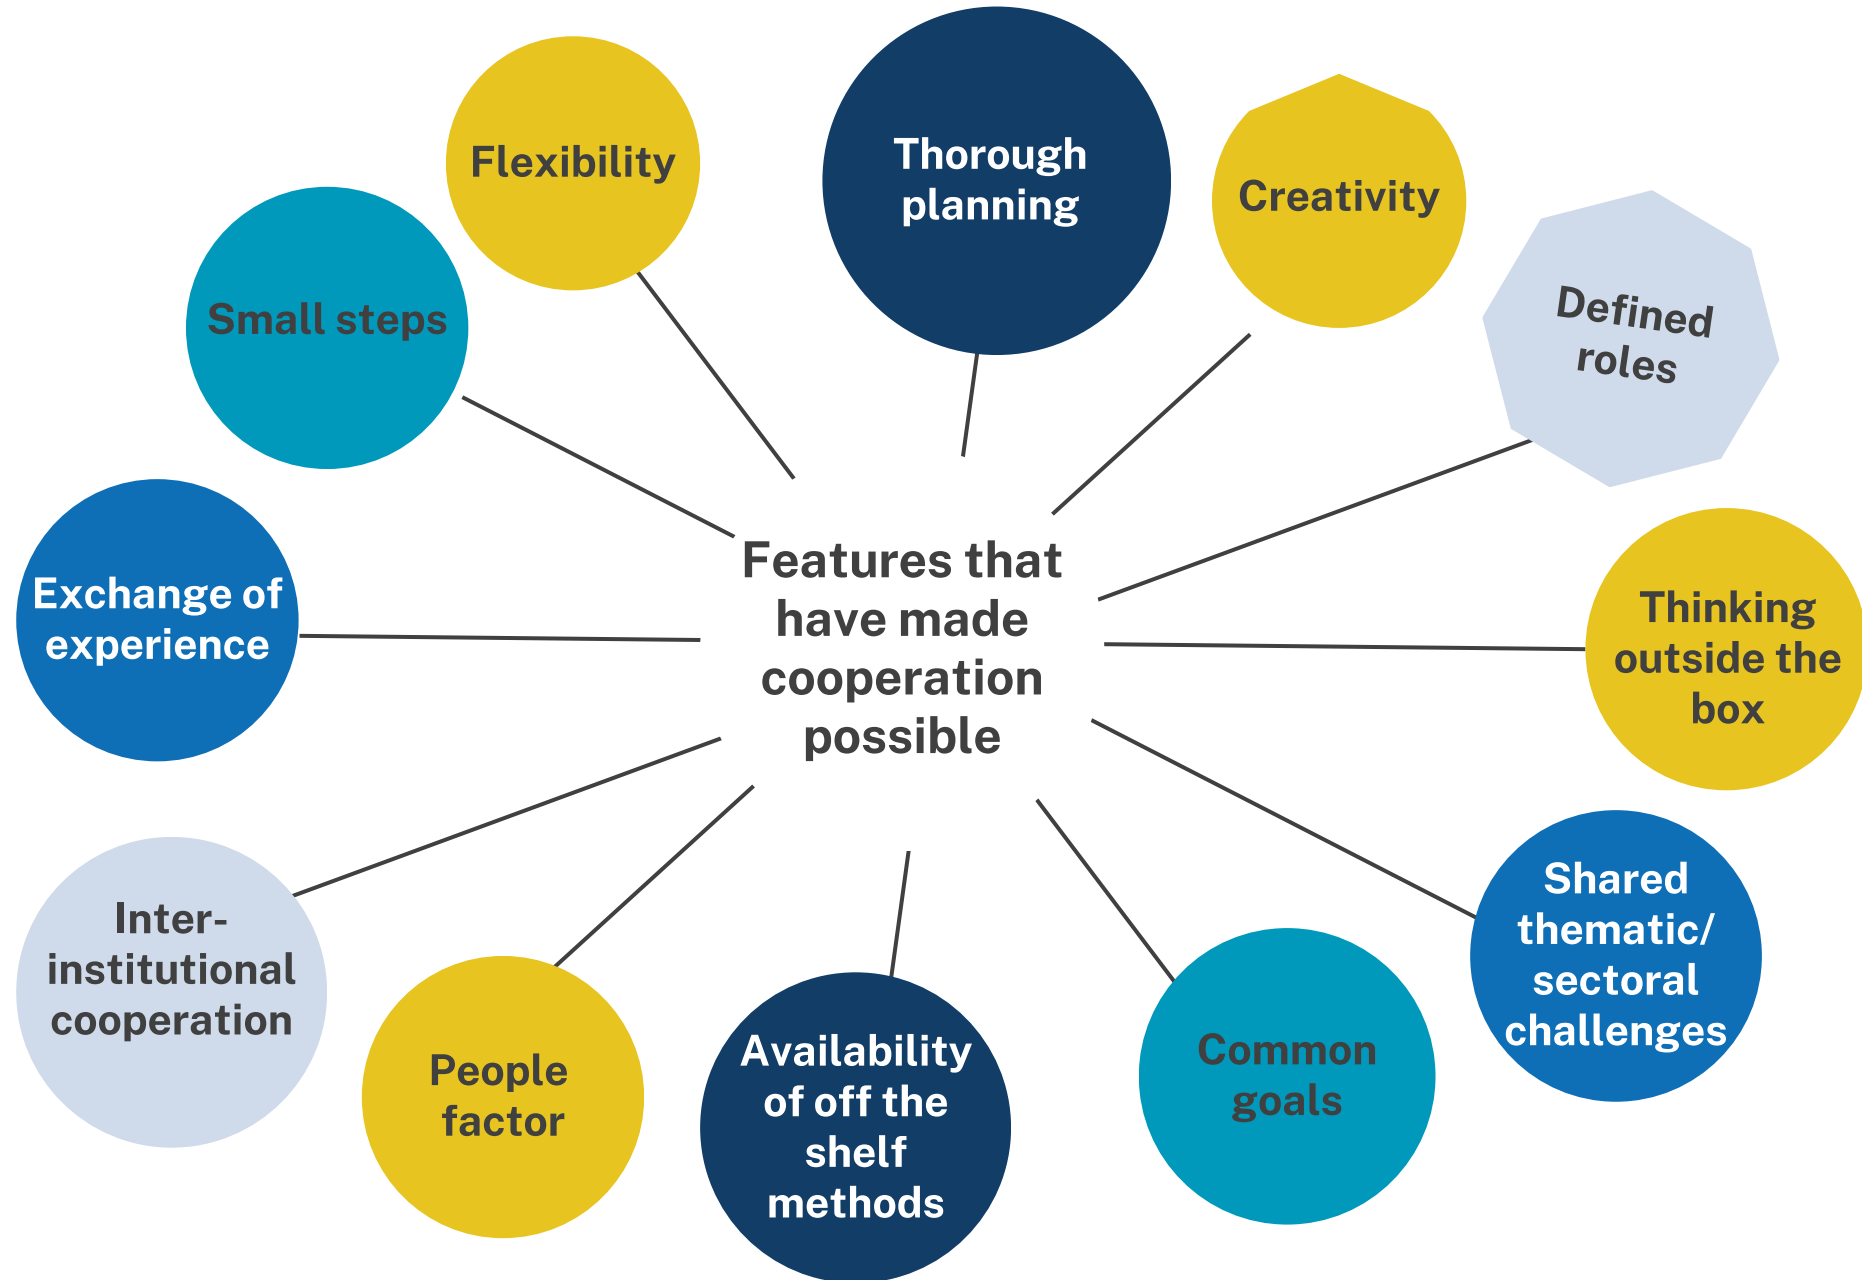 Flexibility
Thorough
planning
Creativity
Small steps
Defined
roles
Exchange of
experience
Features that
have made
cooperation
possible
Thinking
outside the
box
Inter-
institutional
cooperation
People
factor
Availability
of off the
shelf
methods
Common
goals
Shared
thematic/
sectoral
challenges